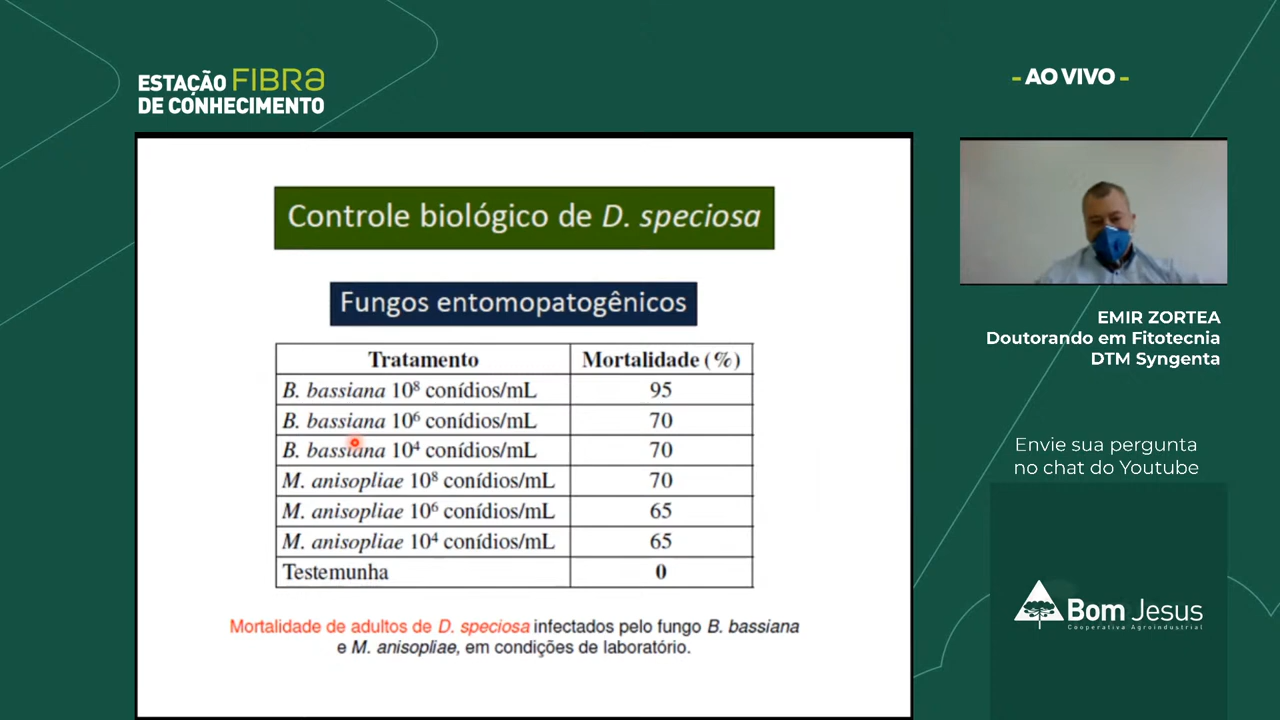 ESTAÇÃO FIBRA
DE CONHECIMENTO
- AO VIVO -
Controle biológico de D. speciosa
Fungos entomopatogênicos
Tratamento Mortalidade (%)
B. bassiana 10⁸ conídios/mL 95
B. bassiana 10⁶ conídios/mL 70
B. bassiana 10⁴ conídios/mL 70
M. anisopliae 10⁸ conídios/mL 70
M. anisopliae 10⁶ conídios/mL 65
M. anisopliae 10⁴ conídios/mL 65
Testemunha 0
Mortalidade de adultos de D. speciosa infectados pelo fungo B. bassiana
e M. anisopliae, em condições de laboratório.
EMIR ZORTEA
Doutorando em Fitotecnia
DTM Syngenta
Envie sua pergunta
no chat do Youtube
Bom Jesus
Cooperativa Agroindustrial